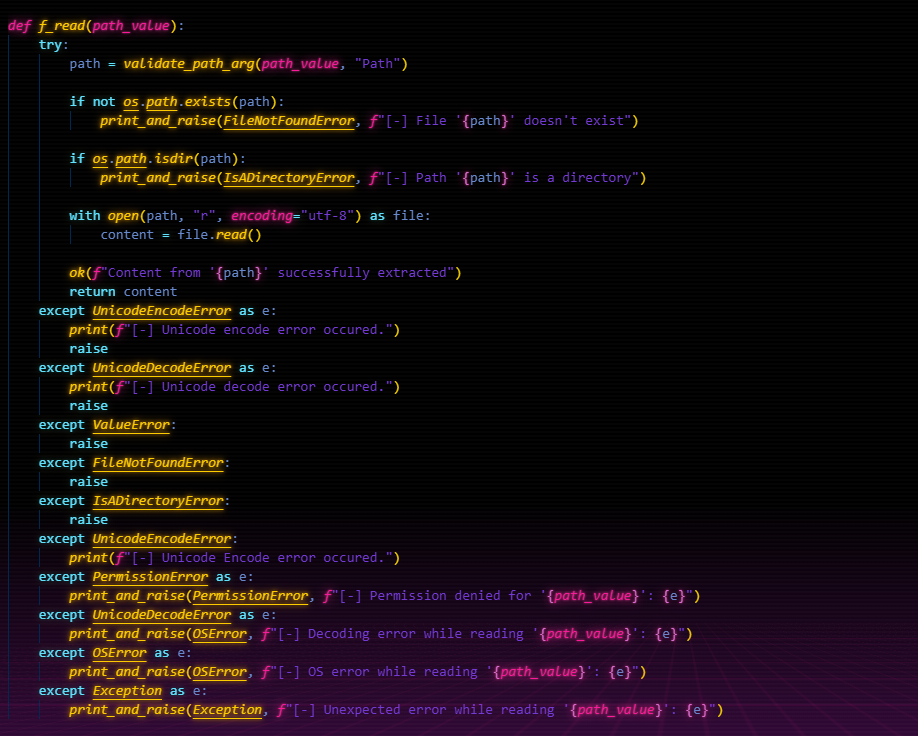 def f_read(path_value):
    try:
        path = validate_path_arg(path_value, "Path")

        if not os.path.exists(path):
            print_and_raise(FileNotFoundError, f"[-] File '{path}' doesn't exist")

        if os.path.isdir(path):
            print_and_raise(IsADirectoryError, f"[-] Path '{path}' is a directory")

        with open(path, "r", encoding="utf-8") as file:
            content = file.read()

        ok(f"Content from '{path}' successfully extracted")
        return content
    except UnicodeEncodeError as e:
        print(f"[-] Unicode encode error occured.")
        raise
    except UnicodeDecodeError as e:
        print(f"[-] Unicode decode error occured.")
        raise
    except ValueError:
        raise
    except FileNotFoundError:
        raise
    except IsADirectoryError:
        raise
    except UnicodeEncodeError:
        print(f"[-] Unicode Encode error occured.")
    except PermissionError as e:
        print_and_raise(PermissionError, f"[-] Permission denied for '{path_value}': {e}")
    except UnicodeDecodeError as e:
        print_and_raise(OSError, f"[-] Decoding error while reading '{path_value}': {e}")
    except OSError as e:
        print_and_raise(OSError, f"[-] OS error while reading '{path_value}': {e}")
    except Exception as e:
        print_and_raise(Exception, f"[-] Unexpected error while reading '{path_value}': {e}")